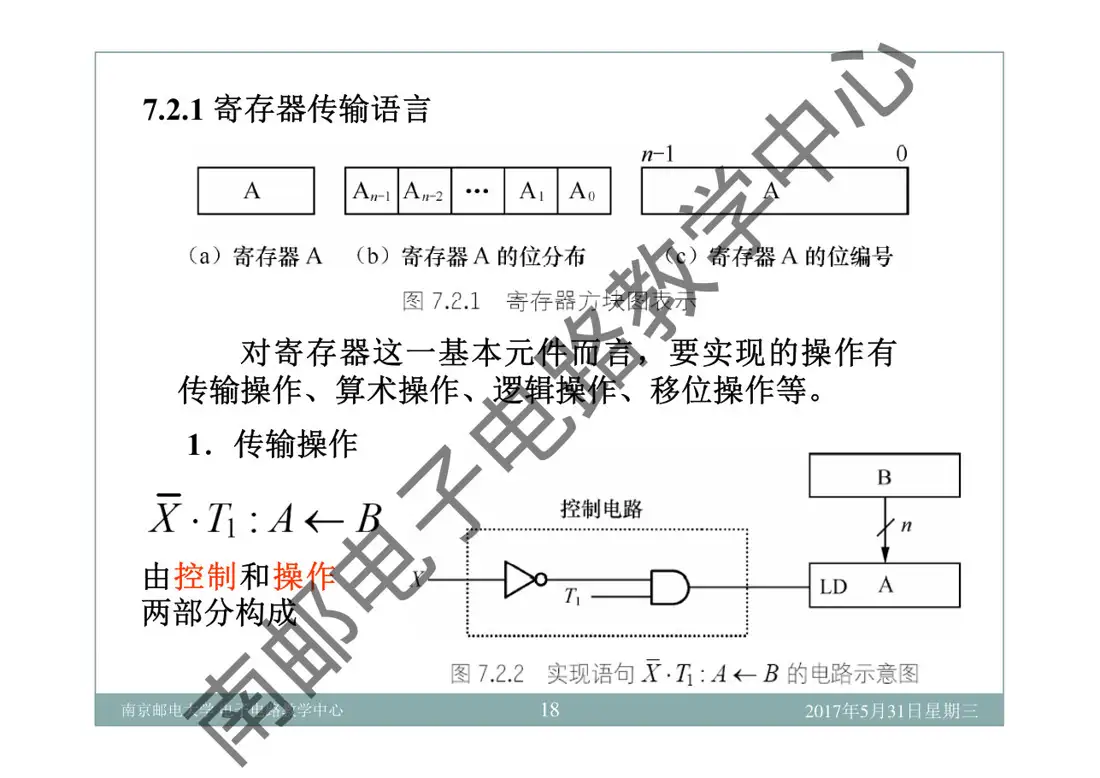 7.2.1 寄存器传输语言
n-1 0
A
Aₙ₋₁ Aₙ₋₂ ··· A₁ A₀
A
（a）寄存器 A （b）寄存器 A 的位分布 （c）寄存器 A 的位编号
图 7.2.1 寄存器方块图表示
对寄存器这一基本元件而言，要实现的操作有
传输操作、算术操作、逻辑操作、移位操作等。
1．传输操作
X̅ · T₁ : A ← B
由控制和操作
两部分构成
控制电路
X
T₁
B
n
LD A
图 7.2.2 实现语句 X̅ · T₁ : A ← B 的电路示意图
南京邮电大学 电子电路教学中心 18 2017年5月31日星期三
南邮电子电路教学中心